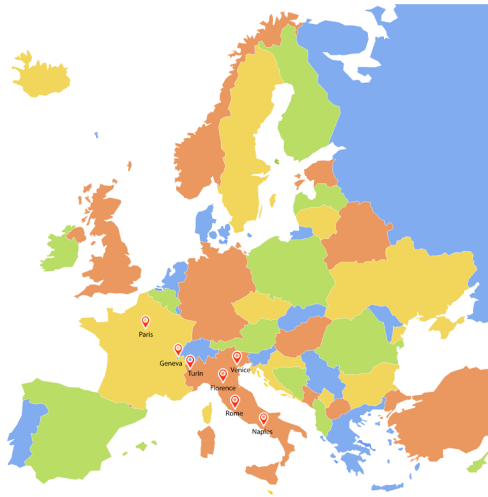 Paris
Geneva
Turin
Venice
Florence
Rome
Naples